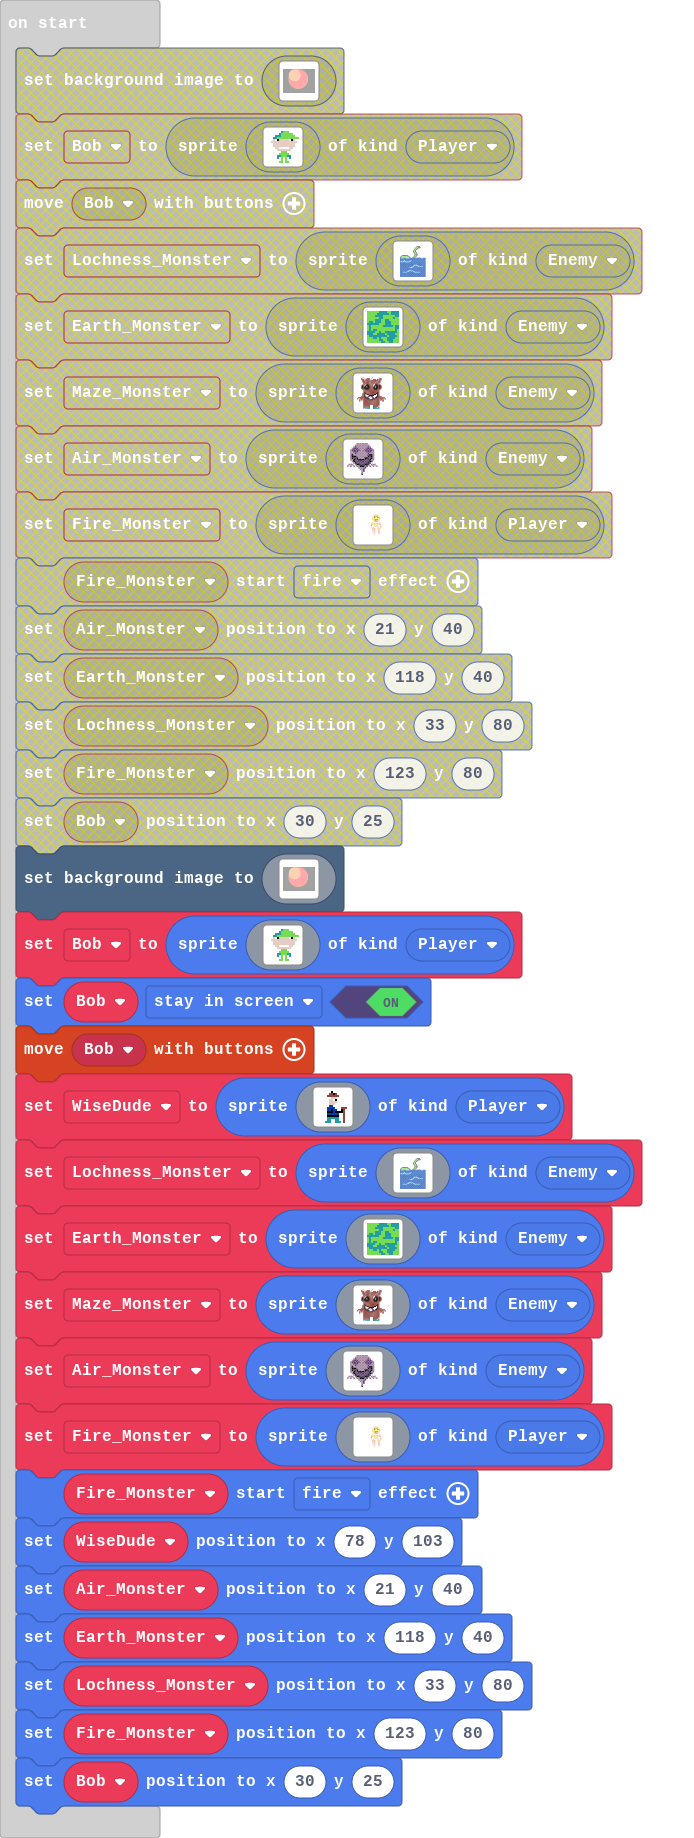 on start
set background image to
set Bob to sprite of kind Player
move Bob with buttons
set Lochness_Monster to sprite of kind Enemy
set Earth_Monster to sprite of kind Enemy
set Maze_Monster to sprite of kind Enemy
set Air_Monster to sprite of kind Enemy
set Fire_Monster to sprite of kind Player
Fire_Monster start fire effect
set Air_Monster position to x 21 y 40
set Earth_Monster position to x 118 y 40
set Lochness_Monster position to x 33 y 80
set Fire_Monster position to x 123 y 80
set Bob position to x 30 y 25
set background image to
set Bob to sprite of kind Player
set Bob stay in screen ON
move Bob with buttons
set WiseDude to sprite of kind Player
set Lochness_Monster to sprite of kind Enemy
set Earth_Monster to sprite of kind Enemy
set Maze_Monster to sprite of kind Enemy
set Air_Monster to sprite of kind Enemy
set Fire_Monster to sprite of kind Player
Fire_Monster start fire effect
set WiseDude position to x 78 y 103
set Air_Monster position to x 21 y 40
set Earth_Monster position to x 118 y 40
set Lochness_Monster position to x 33 y 80
set Fire_Monster position to x 123 y 80
set Bob position to x 30 y 25